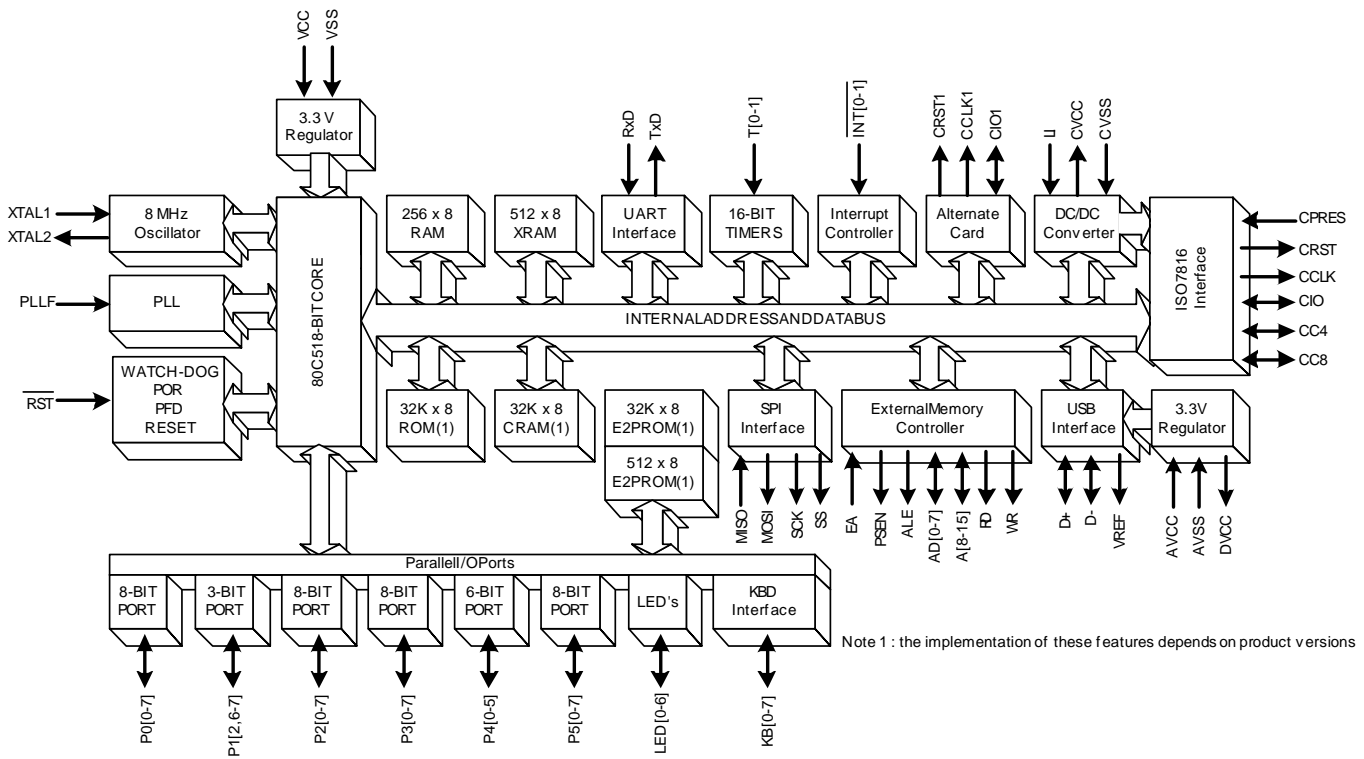 VCC
VSS
3.3 V
Regulator
XTAL1
XTAL2
8 MHz
Oscillator
PLLF
PLL
RST
WATCH-DOG
POR
PFD
RESET
80C518-BIT CORE
256 x 8
RAM
512 x 8
XRAM
RxD
TxD
UART
Interface
T[0-1]
16-BIT
TIMERS
INT[0-1]
Interrupt
Controller
CRST1
CCLK1
CIO1
Alternate
Card
LI
CVCC
CVSS
DC/DC
Converter
ISO7816
Interface
CPRES
CRST
CCLK
CIO
CC4
CC8
INTERNALADDRESSANDDATABUS
32K x 8
ROM(1)
32K x 8
CRAM(1)
32K x 8
E2PROM(1)
512 x 8
E2PROM(1)
SPI
Interface
MISO
MOSI
SCK
SS
ExternalMemory
Controller
EA
PSEN
ALE
AD[0-7]
A[8-15]
RD
WR
USB
Interface
D+
D-
VREF
3.3V
Regulator
AVCC
AVSS
DVCC
ParallelI/OPorts
8-BIT
PORT
3-BIT
PORT
8-BIT
PORT
8-BIT
PORT
6-BIT
PORT
8-BIT
PORT
LED's
KBD
Interface
P0[0-7]
P1[2,6-7]
P2[0-7]
P3[0-7]
P4[0-5]
P5[0-7]
LED[0-6]
KB[0-7]
Note 1 : the implementation of these features depends on product versions